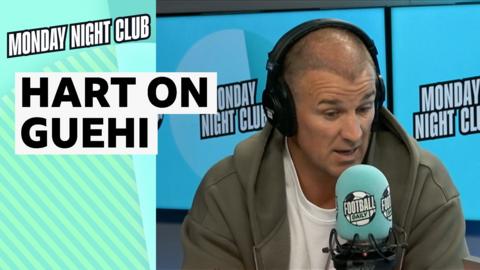 MONDAY NIGHT CLUB
HART ON
GUEHI
MONDAY
NIGHT CLUB
MONDAY
NIGHT CLUB
FOOTBALL
DAILY